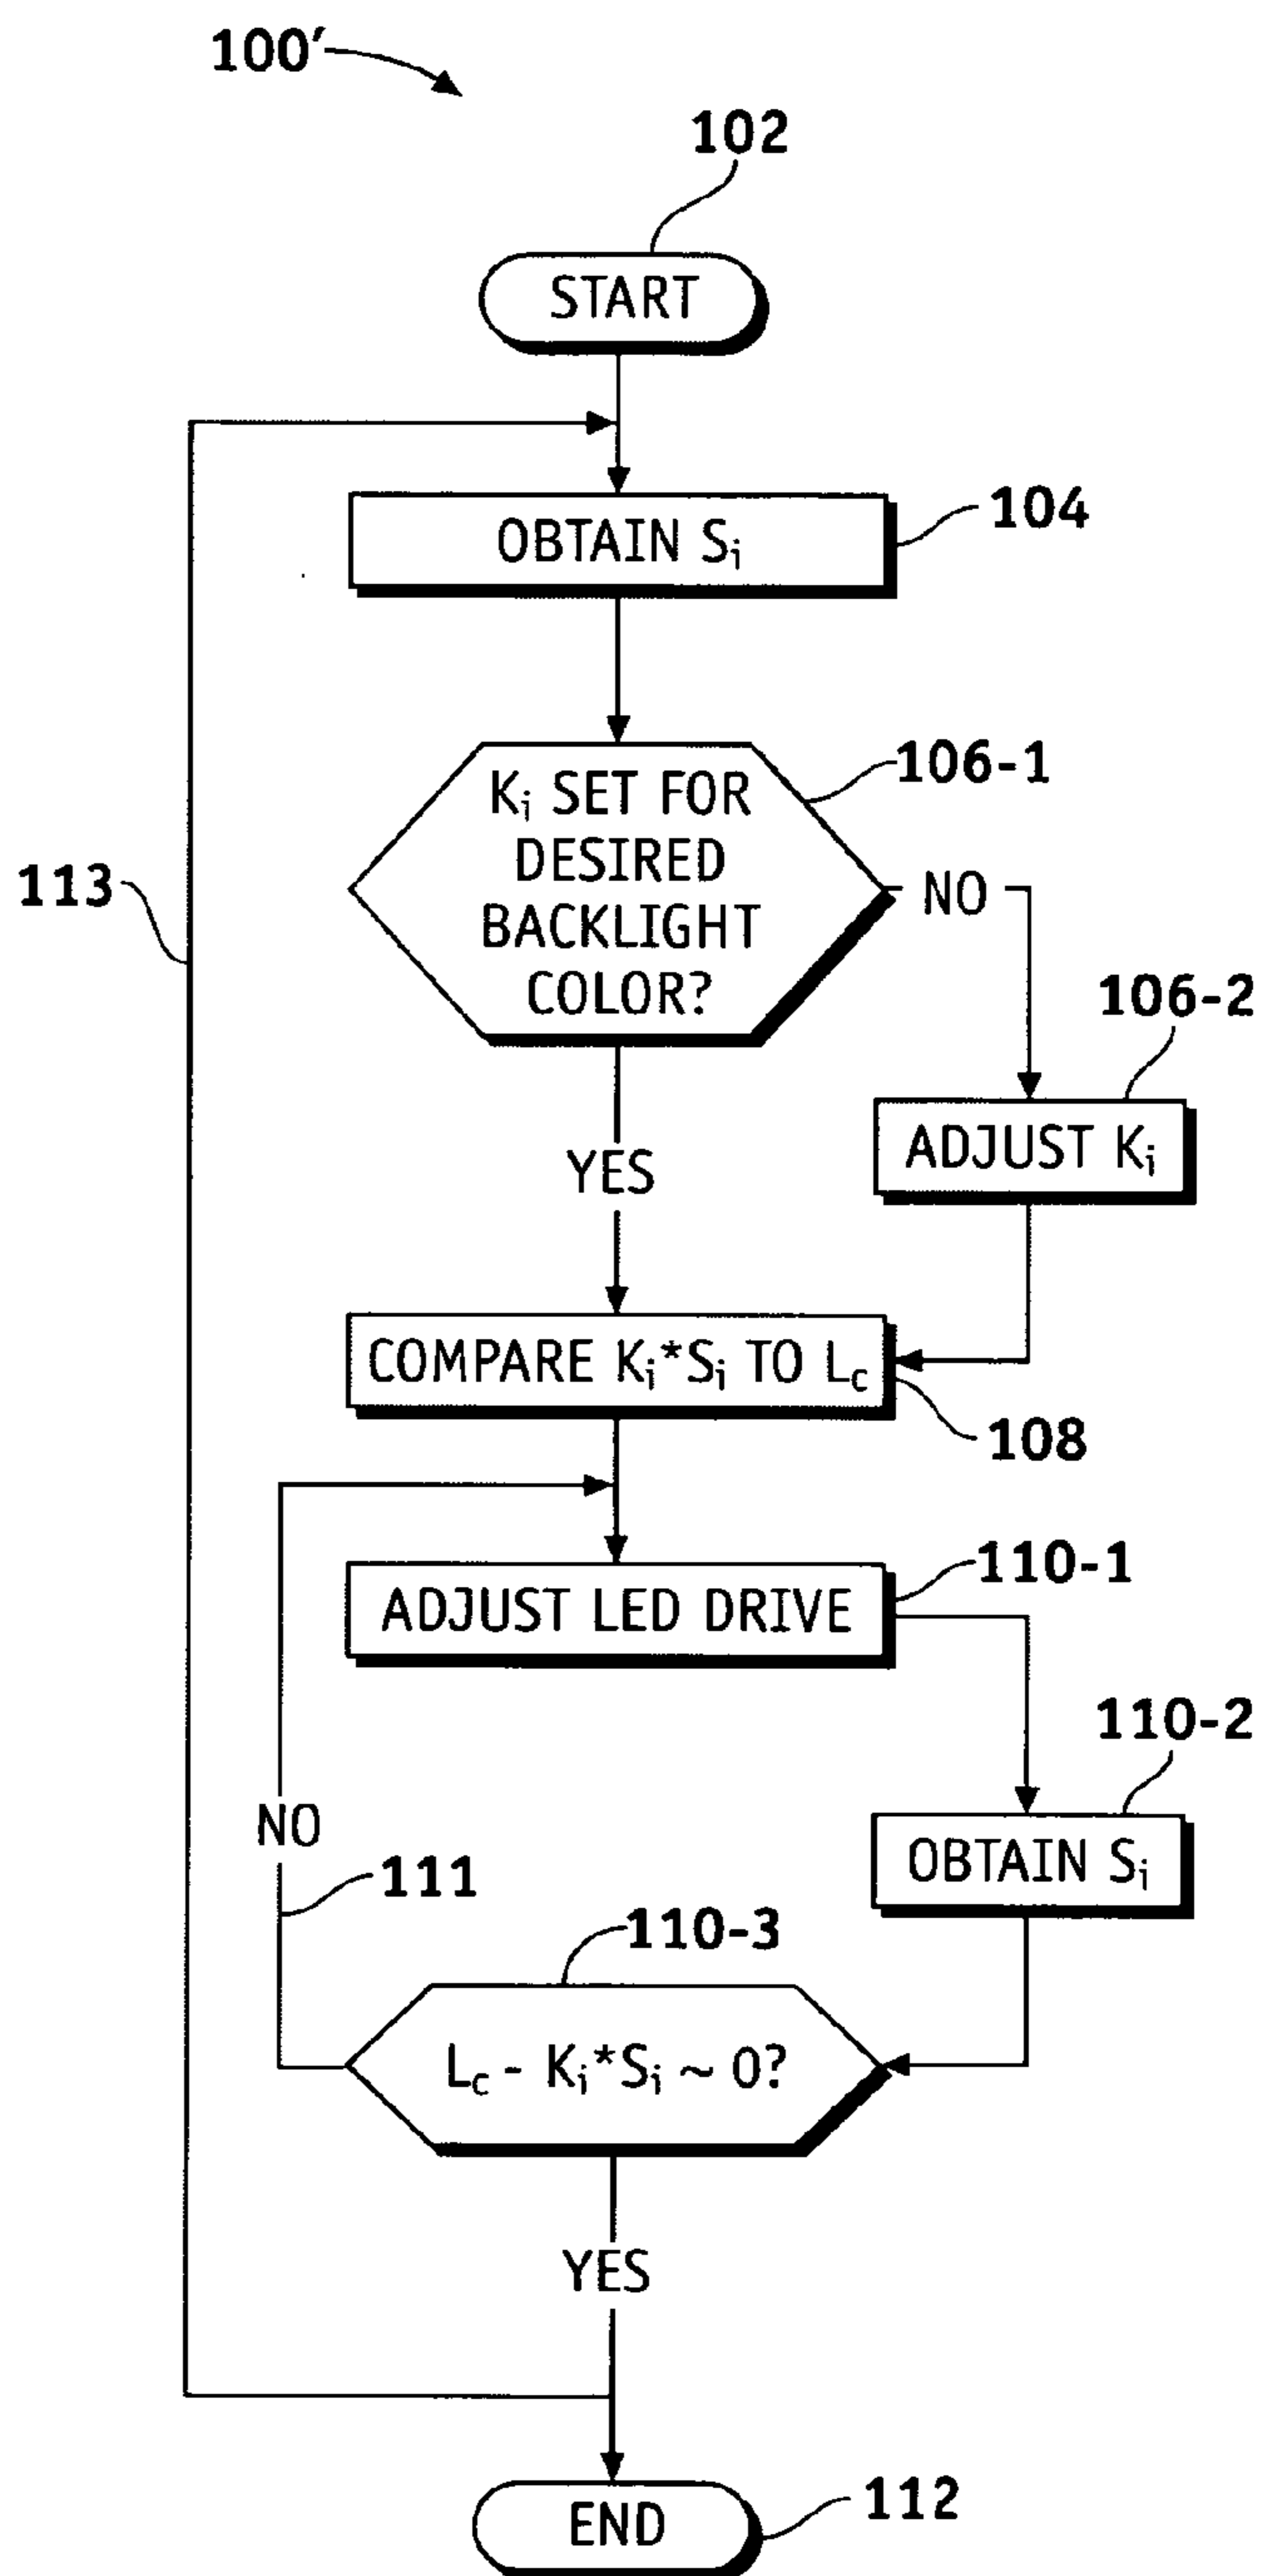 100'
102
START
OBTAIN Si
104
Ki SET FOR
DESIRED
BACKLIGHT
COLOR?
106-1
NO
113
106-2
ADJUST Ki
YES
COMPARE Ki*Si TO Lc
108
ADJUST LED DRIVE
110-1
110-2
OBTAIN Si
NO
111
110-3
Lc - Ki*Si ~ 0?
YES
END
112